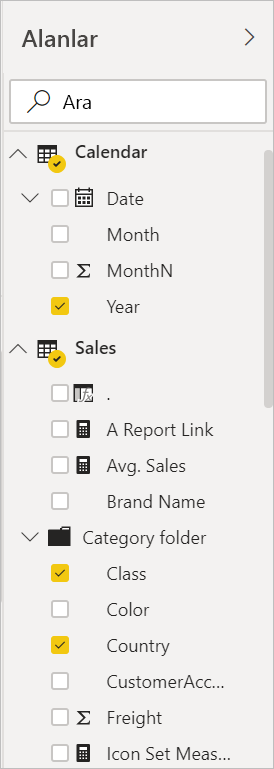 Alanlar
Ara
Calendar
Date
Month
MonthN
Year
Sales
.
A Report Link
Avg. Sales
Brand Name
Category folder
Class
Color
Country
CustomerAcc...
Freight
Icon Set Meas...